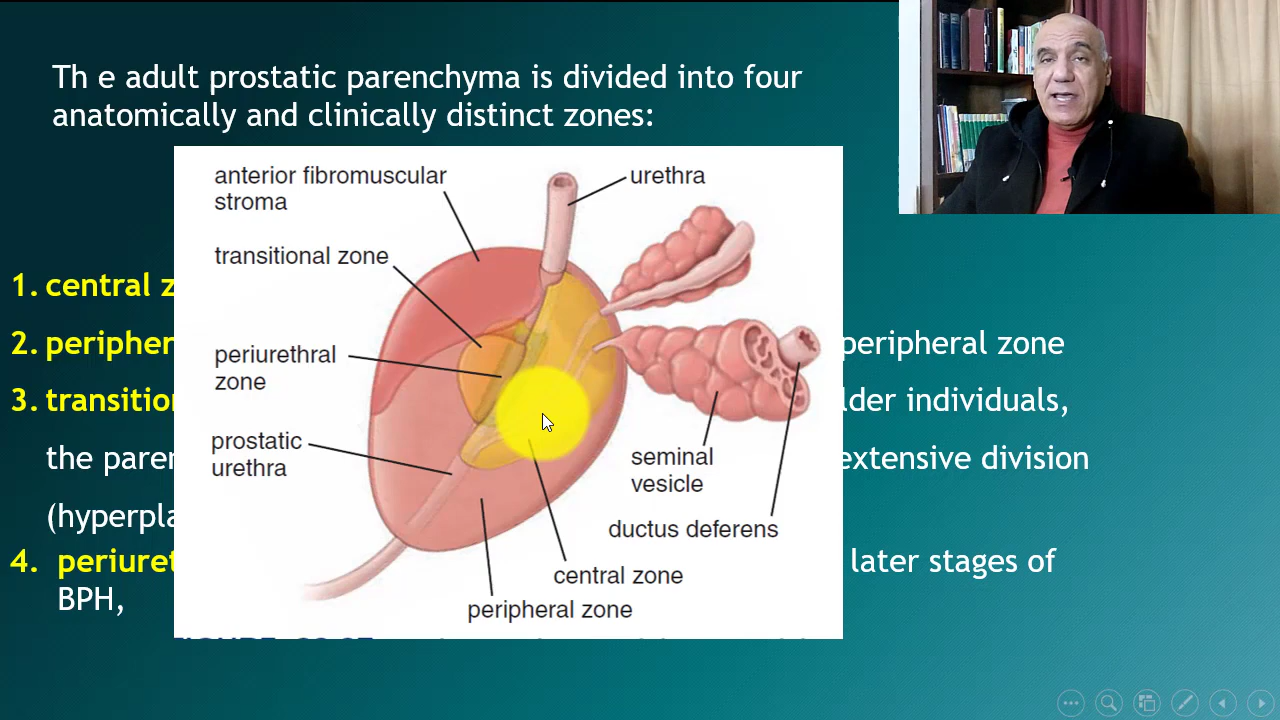 Th e adult prostatic parenchyma is divided into four
anatomically and clinically distinct zones:
anterior fibromuscular
stroma
urethra
transitional zone
periurethral
zone
prostatic
urethra
seminal
vesicle
ductus deferens
central zone
peripheral zone
1. central z
2. peripher
peripheral zone
3. transition
lder individuals,
the paren
extensive division
(hyperpla
4. periuret
later stages of
BPH,